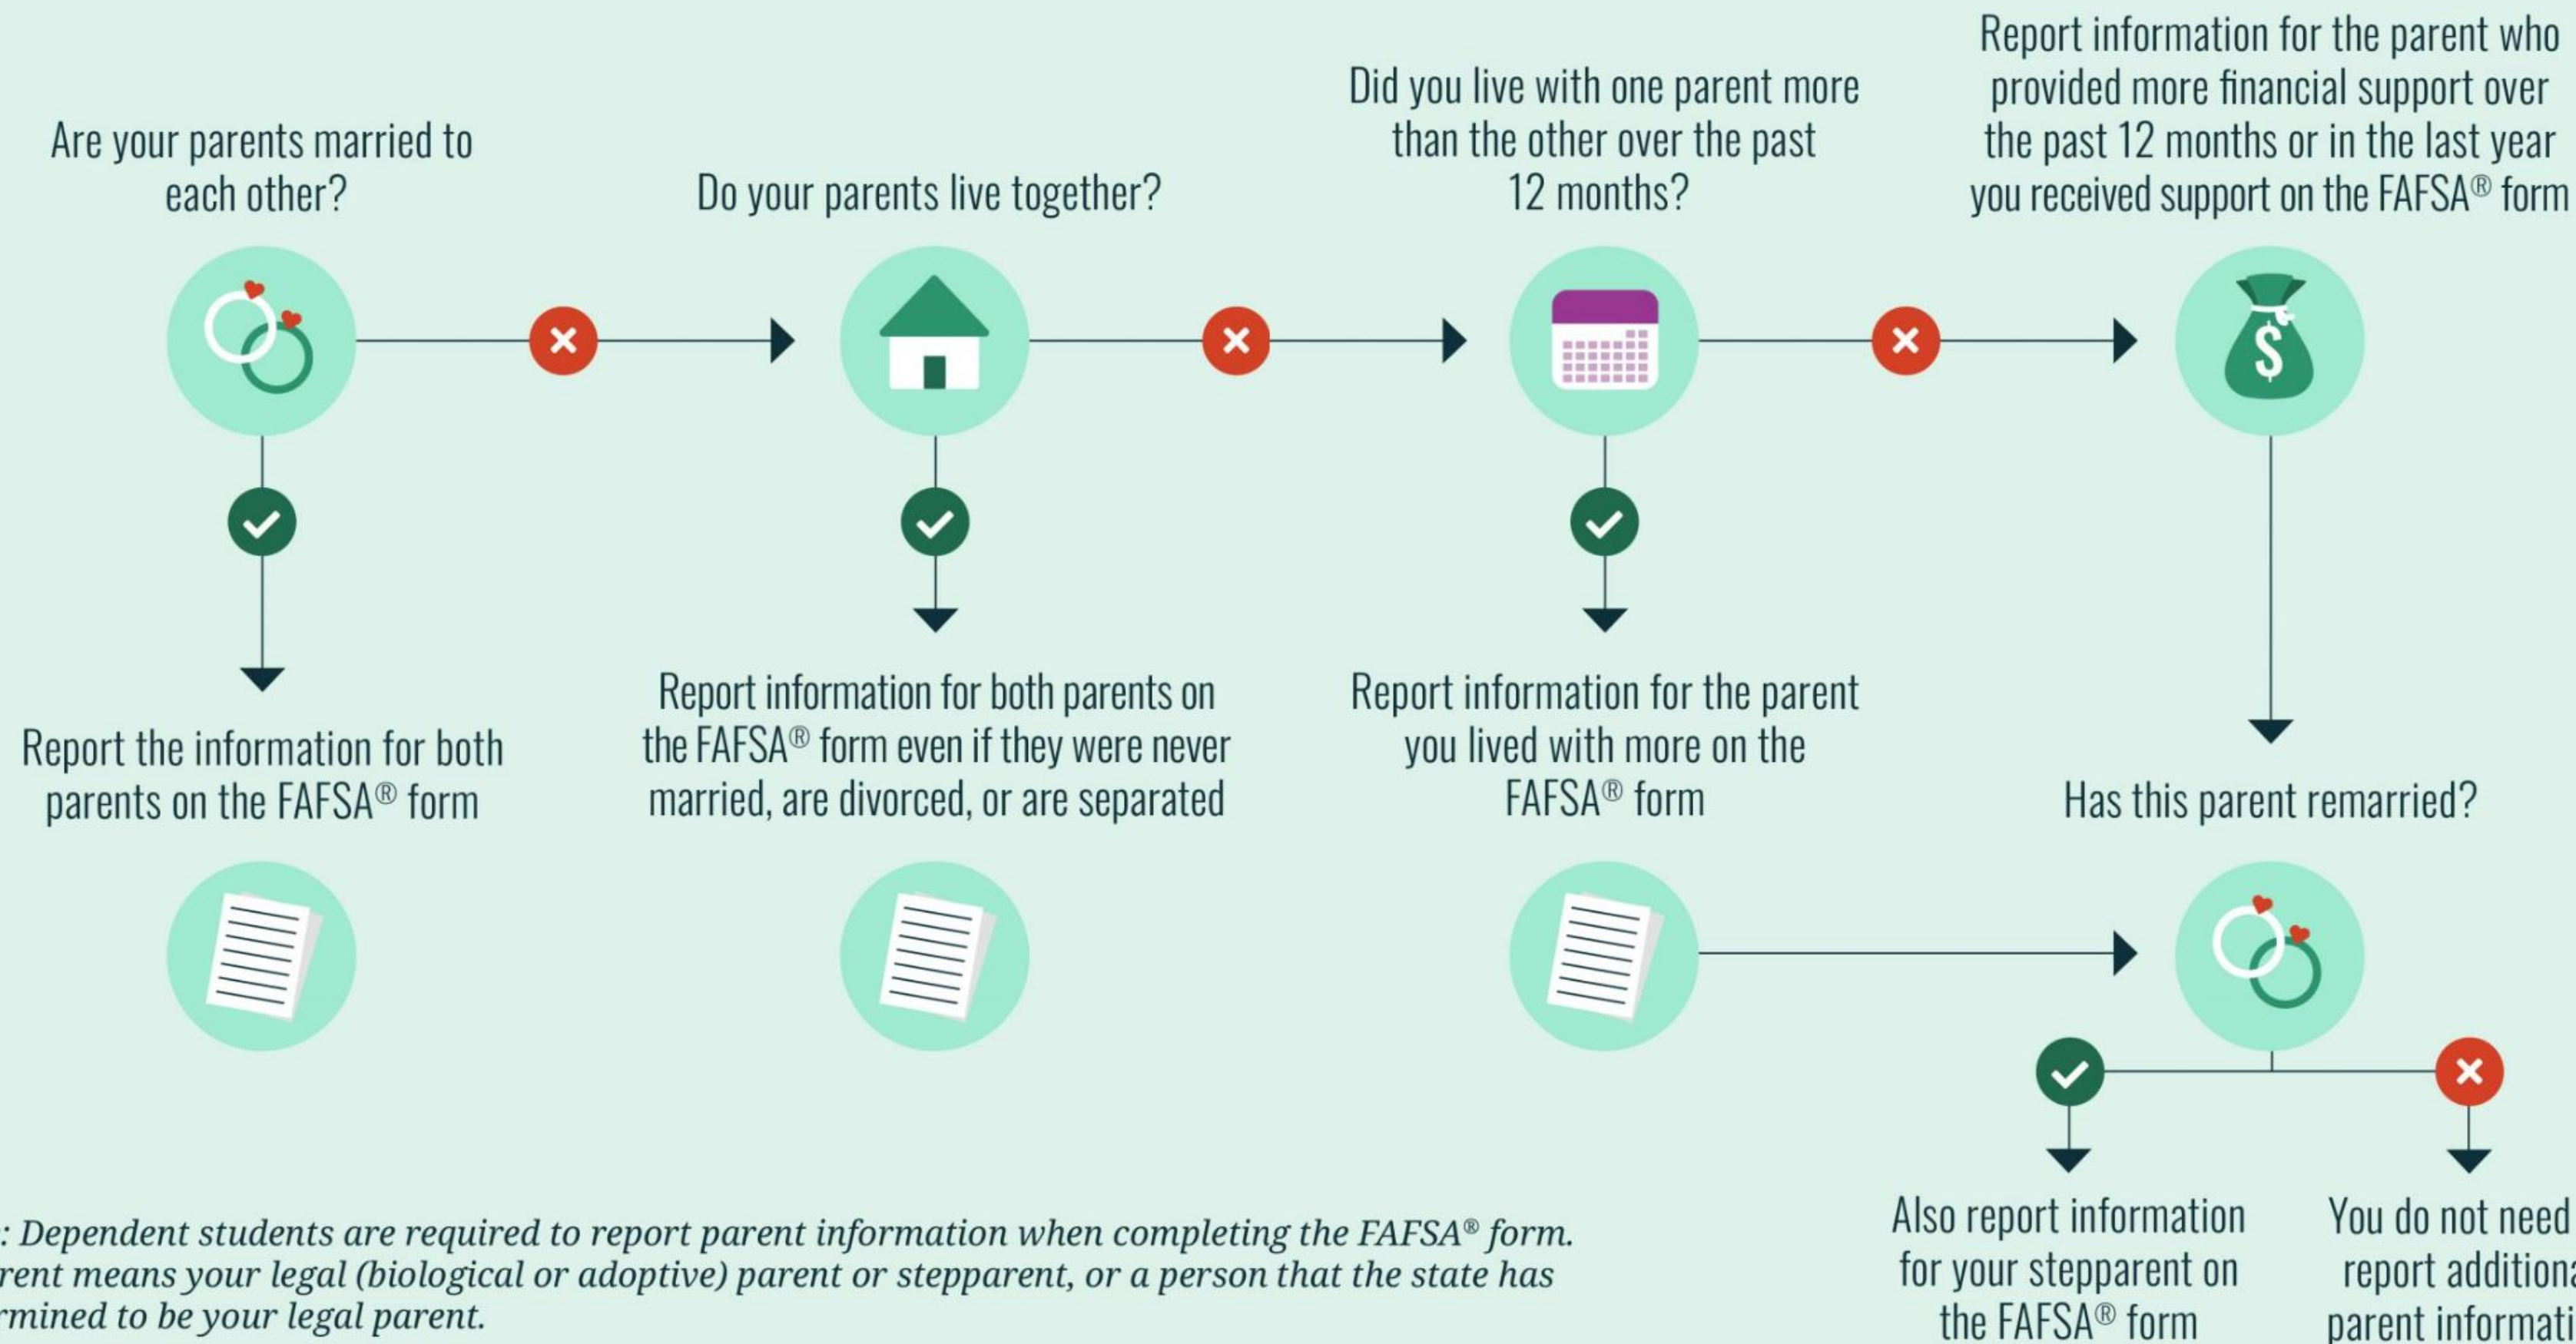 Are your parents married to
each other?
Do your parents live together?
Did you live with one parent more
than the other over the past
12 months?
Report information for the parent who
provided more financial support over
the past 12 months or in the last year
you received support on the FAFSA® form
$
Report the information for both
parents on the FAFSA® form
Report information for both parents on
the FAFSA® form even if they were never
married, are divorced, or are separated
Report information for the parent
you lived with more on the
FAFSA® form
Has this parent remarried?
Also report information
for your stepparent on
the FAFSA® form
You do not need
report
parent
: Dependent students are required to report parent information when completing the FAFSA® form.
means your legal (biological or adoptive) parent or stepparent, or a person that the state has
to be your legal parent.